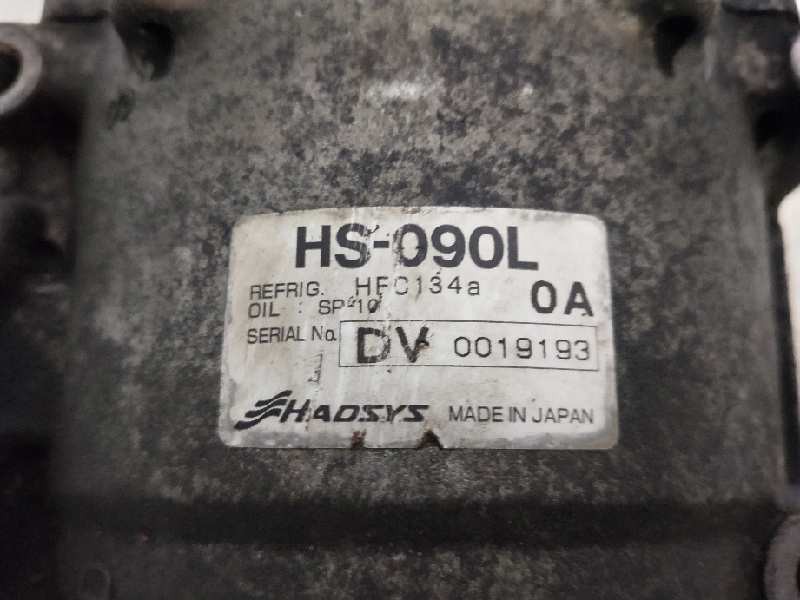 HS-090L
REFRIG. HFC134a 0A
OIL : SP-10
SERIAL No. DV 0019193
HADSYS MADE IN JAPAN